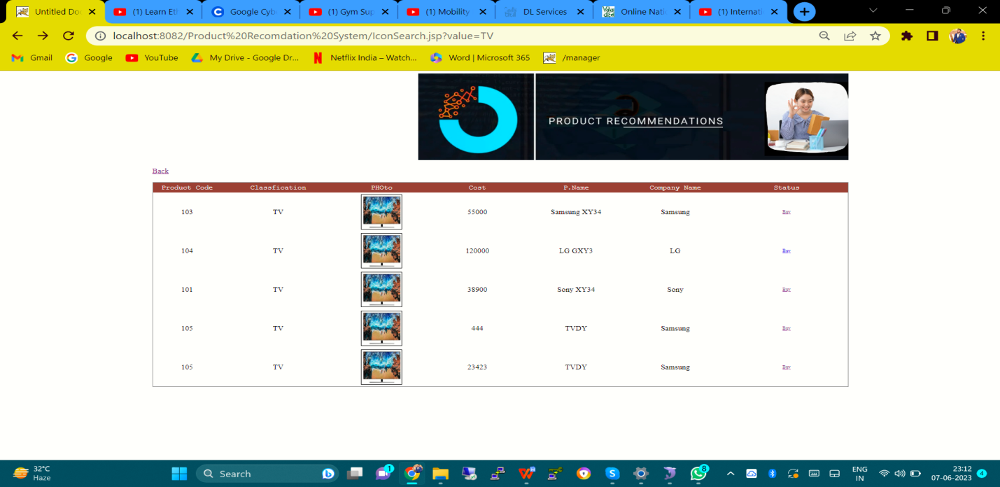 Untitled Do
(1) Learn Et
Google Cyb
(1) Gym Sup
(1) Mobility
DL Services
Online Nati
(1) Internati
localhost:8082/Product%20Recomdation%20System/IconSearch.jsp?value=TV
Gmail
Google
YouTube
My Drive - Google Dr...
Netflix India – Watch...
Word | Microsoft 365
/manager
PRODUCT RECOMMENDATIONS
Back
Product Code Classfication PHOto Cost P.Name Company Name Status
103 TV 55000 Samsung XY34 Samsung Buy
104 TV 120000 LG GXY3 LG Buy
101 TV 38900 Sony XY34 Sony Buy
105 TV 444 TVDY Samsung Buy
105 TV 23423 TVDY Samsung Buy
32°C
Haze
Search
1
8
ENG
IN
23:12
07-06-2023
4